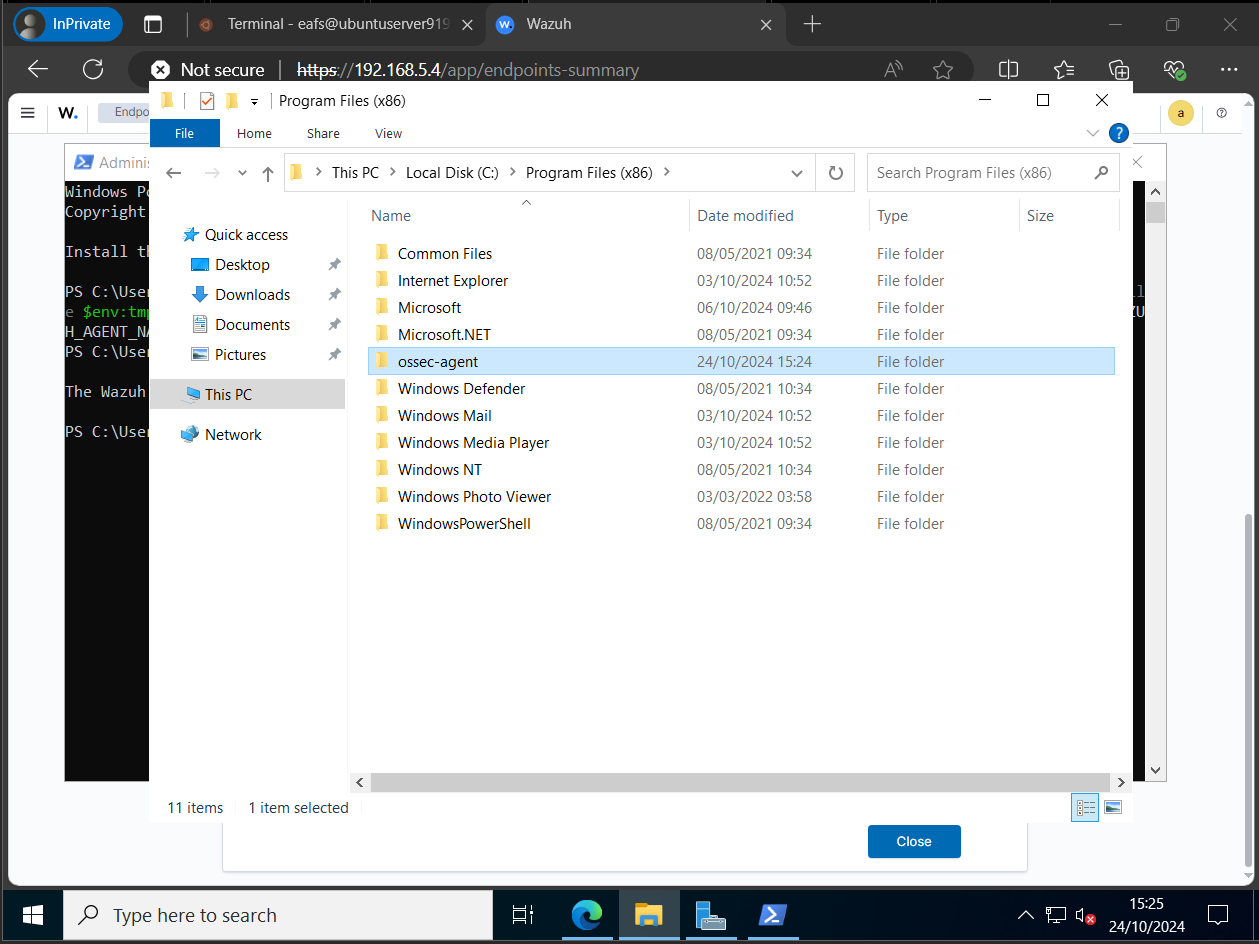 InPrivate
Terminal - eafs@ubuntuserver919
Wazuh
Not secure
https://192.168.5.4/app/endpoints-summary
W.
Endpo
a
Program Files (x86)
File
Home
Share
View
This PC
Local Disk (C:)
Program Files (x86)
Search Program Files (x86)
Adminis
Windows Po
Copyright
Install th
PS C:\User
e $env:tmp
H_AGENT_NA
PS C:\User
The Wazuh
PS C:\User
ZU
Quick access
Desktop
Downloads
Documents
Pictures
This PC
Network
Name
Date modified
Type
Size
Common Files 08/05/2021 09:34 File folder
Internet Explorer 03/10/2024 10:52 File folder
Microsoft 06/10/2024 09:46 File folder
Microsoft.NET 08/05/2021 09:34 File folder
ossec-agent 24/10/2024 15:24 File folder
Windows Defender 08/05/2021 10:34 File folder
Windows Mail 03/10/2024 10:52 File folder
Windows Media Player 03/10/2024 10:52 File folder
Windows NT 08/05/2021 10:34 File folder
Windows Photo Viewer 03/03/2022 03:58 File folder
WindowsPowerShell 08/05/2021 09:34 File folder
11 items
1 item selected
Close
Type here to search
15:25
24/10/2024